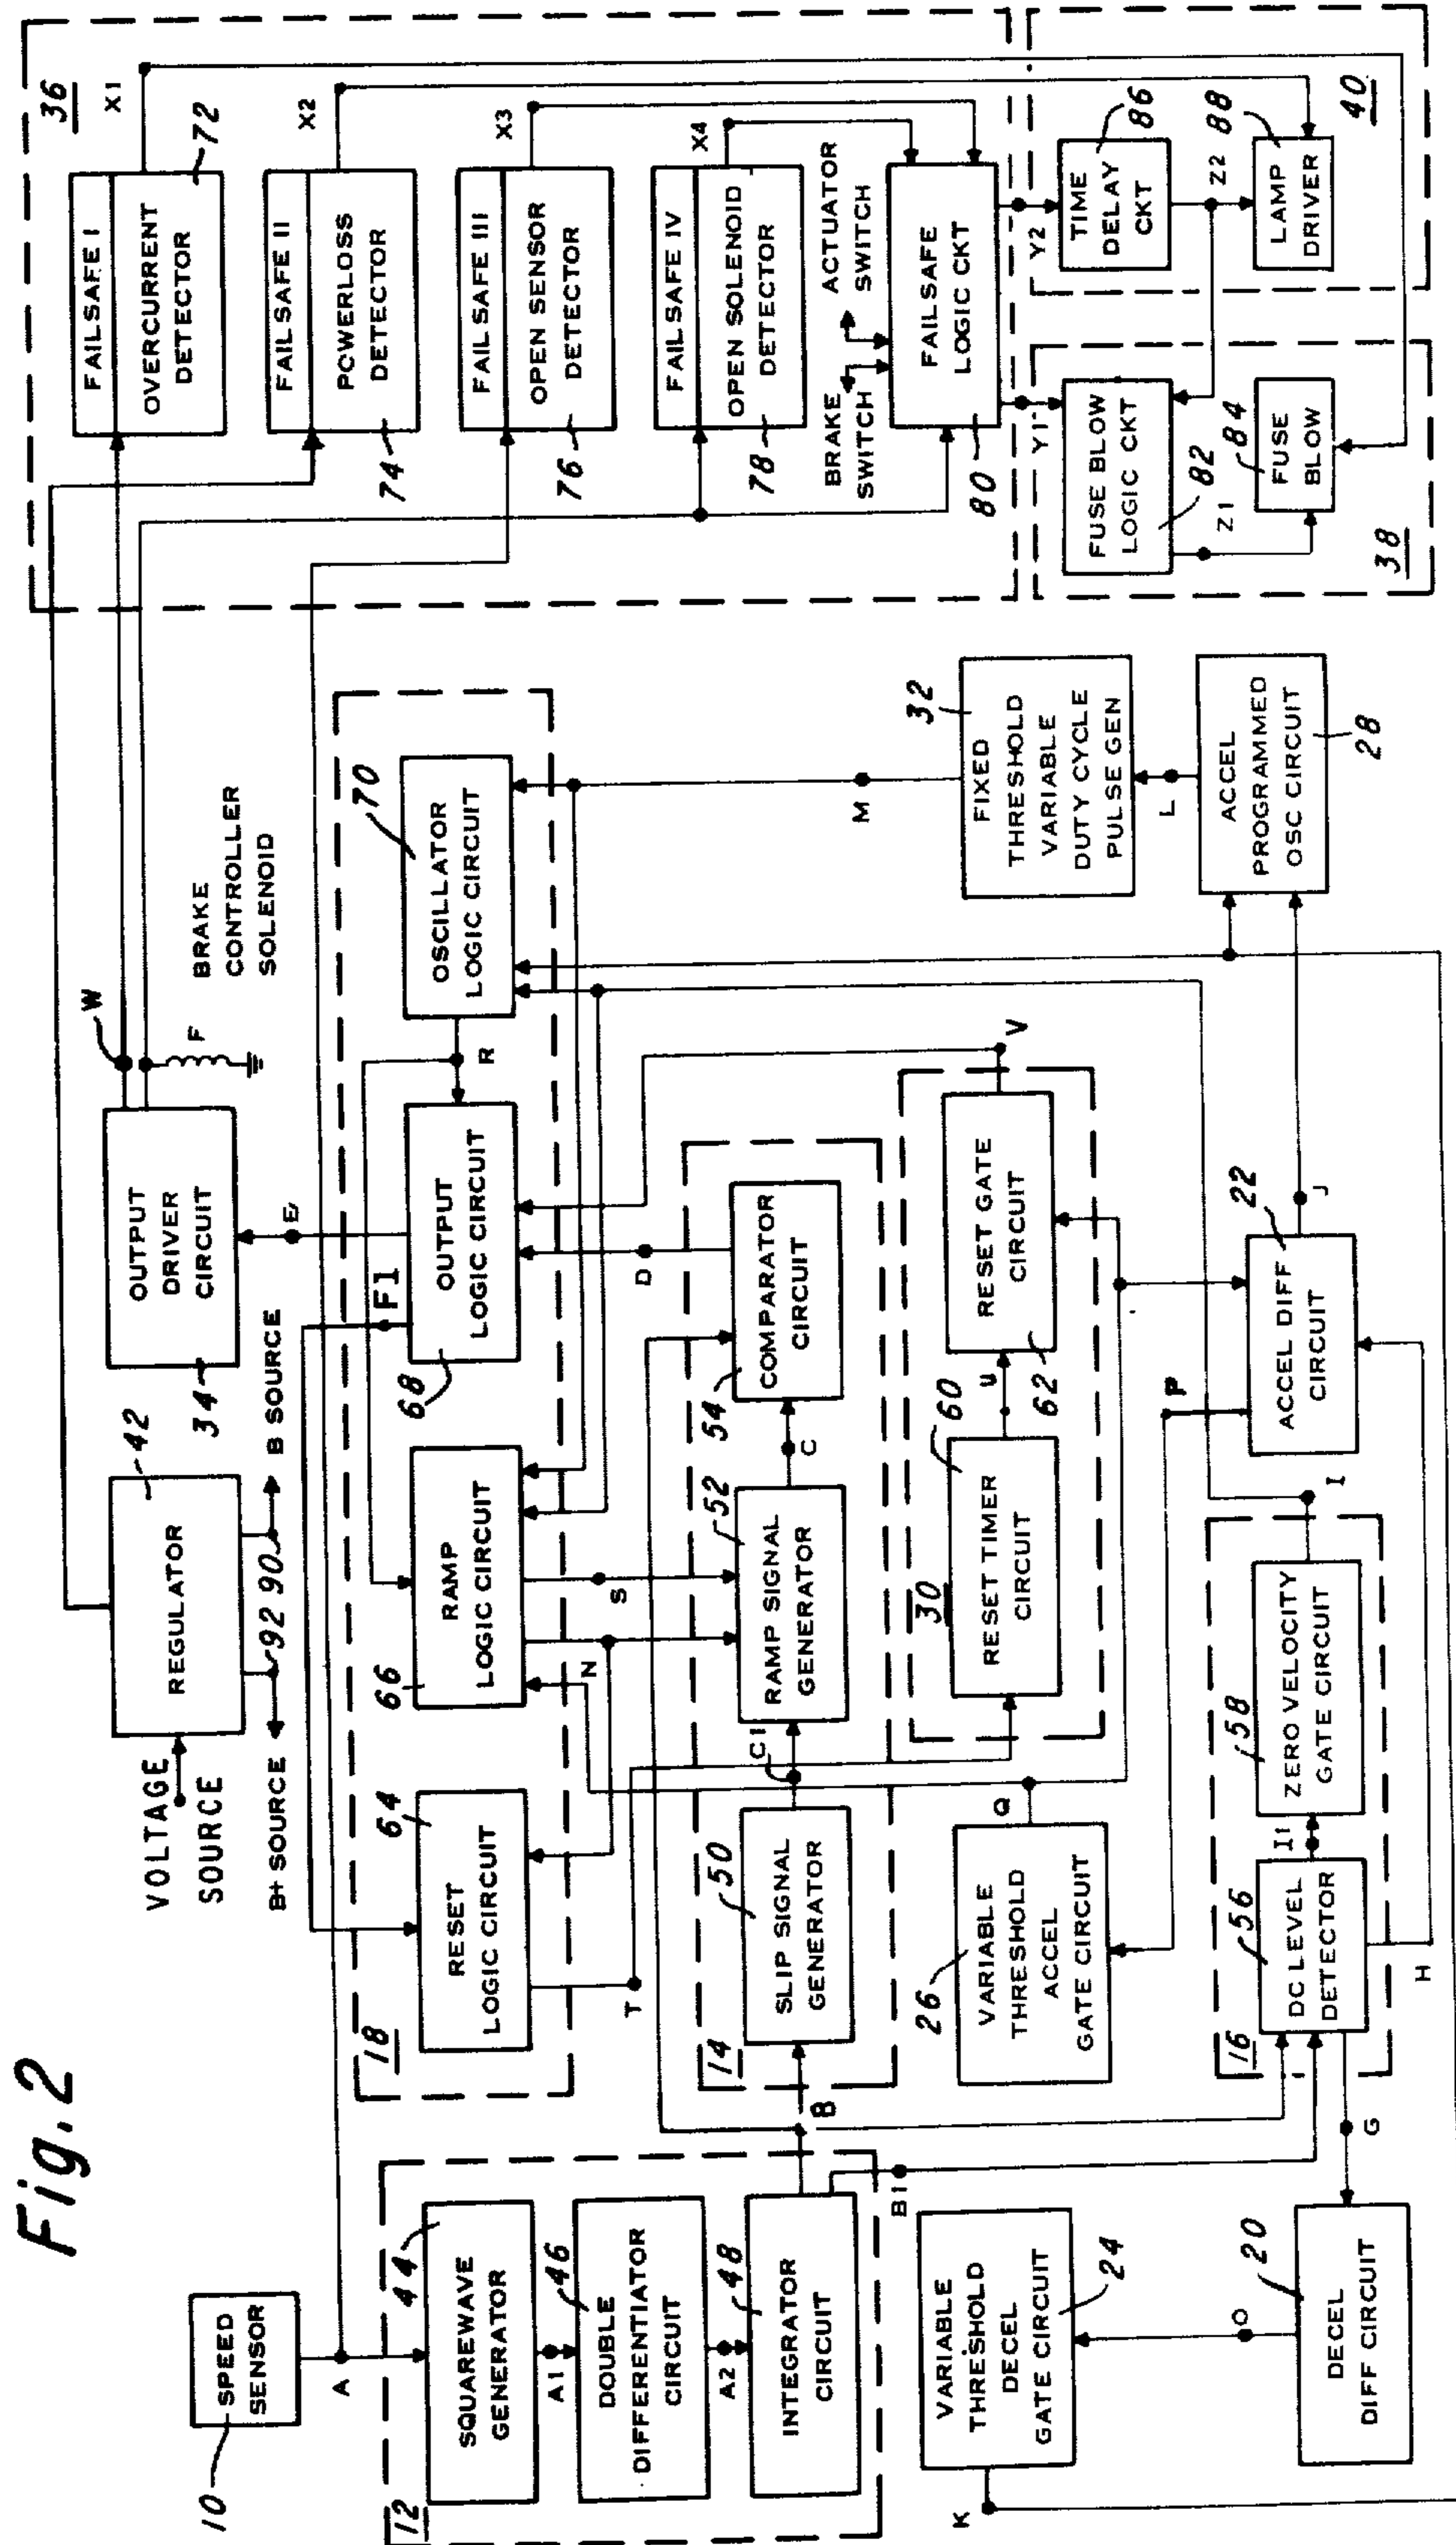 Fig.2
10
SPEED
SENSOR
A
12
44
SQUAREWAVE
GENERATOR
A1
46
DOUBLE
DIFFERENTIATOR
CIRCUIT
A2
48
INTEGRATOR
CIRCUIT
B
B1
VARIABLE
THRESHOLD
DECEL
GATE CIRCUIT
24
K
O
20
DECEL
DIFF CIRCUIT
G
VOLTAGE
SOURCE
REGULATOR
42
B+ SOURCE
92
90
B SOURCE
18
64
RESET
LOGIC CIRCUIT
T
66
RAMP
LOGIC CIRCUIT
N
S
68
OUTPUT
LOGIC CIRCUIT
F1
E
R
70
OSCILLATOR
LOGIC CIRCUIT
OUTPUT
DRIVER
CIRCUIT
34
W
F
BRAKE
CONTROLLER
SOLENOID
14
50
SLIP SIGNAL
GENERATOR
C1
52
RAMP SIGNAL
GENERATOR
C
54
COMPARATOR
CIRCUIT
D
26
VARIABLE
THRESHOLD
ACCEL
GATE CIRCUIT
Q
30
60
RESET TIMER
CIRCUIT
U
62
RESET GATE
CIRCUIT
V
16
56
DC LEVEL
DETECTOR
I1
58
ZERO VELOCITY
GATE CIRCUIT
I
H
P
22
ACCEL DIFF
CIRCUIT
J
M
32
FIXED
THRESHOLD
VARIABLE
DUTY CYCLE
PULSE GEN
L
ACCEL
PROGRAMMED
OSC CIRCUIT
28
36
FAILSAFE I
OVERCURRENT
DETECTOR
72
X1
FAILSAFE II
POWERLOSS
DETECTOR
74
X2
FAILSAFE III
OPEN SENSOR
DETECTOR
76
X3
FAILSAFE IV
OPEN SOLENOID
DETECTOR
78
X4
BRAKE
SWITCH
ACTUATOR
SWITCH
FAILSAFE
LOGIC CKT
80
Y1
Y2
FUSE BLOW
LOGIC CKT
82
Z1
84
FUSE
BLOW
38
TIME
DELAY
CKT
86
Z2
88
LAMP
DRIVER
40